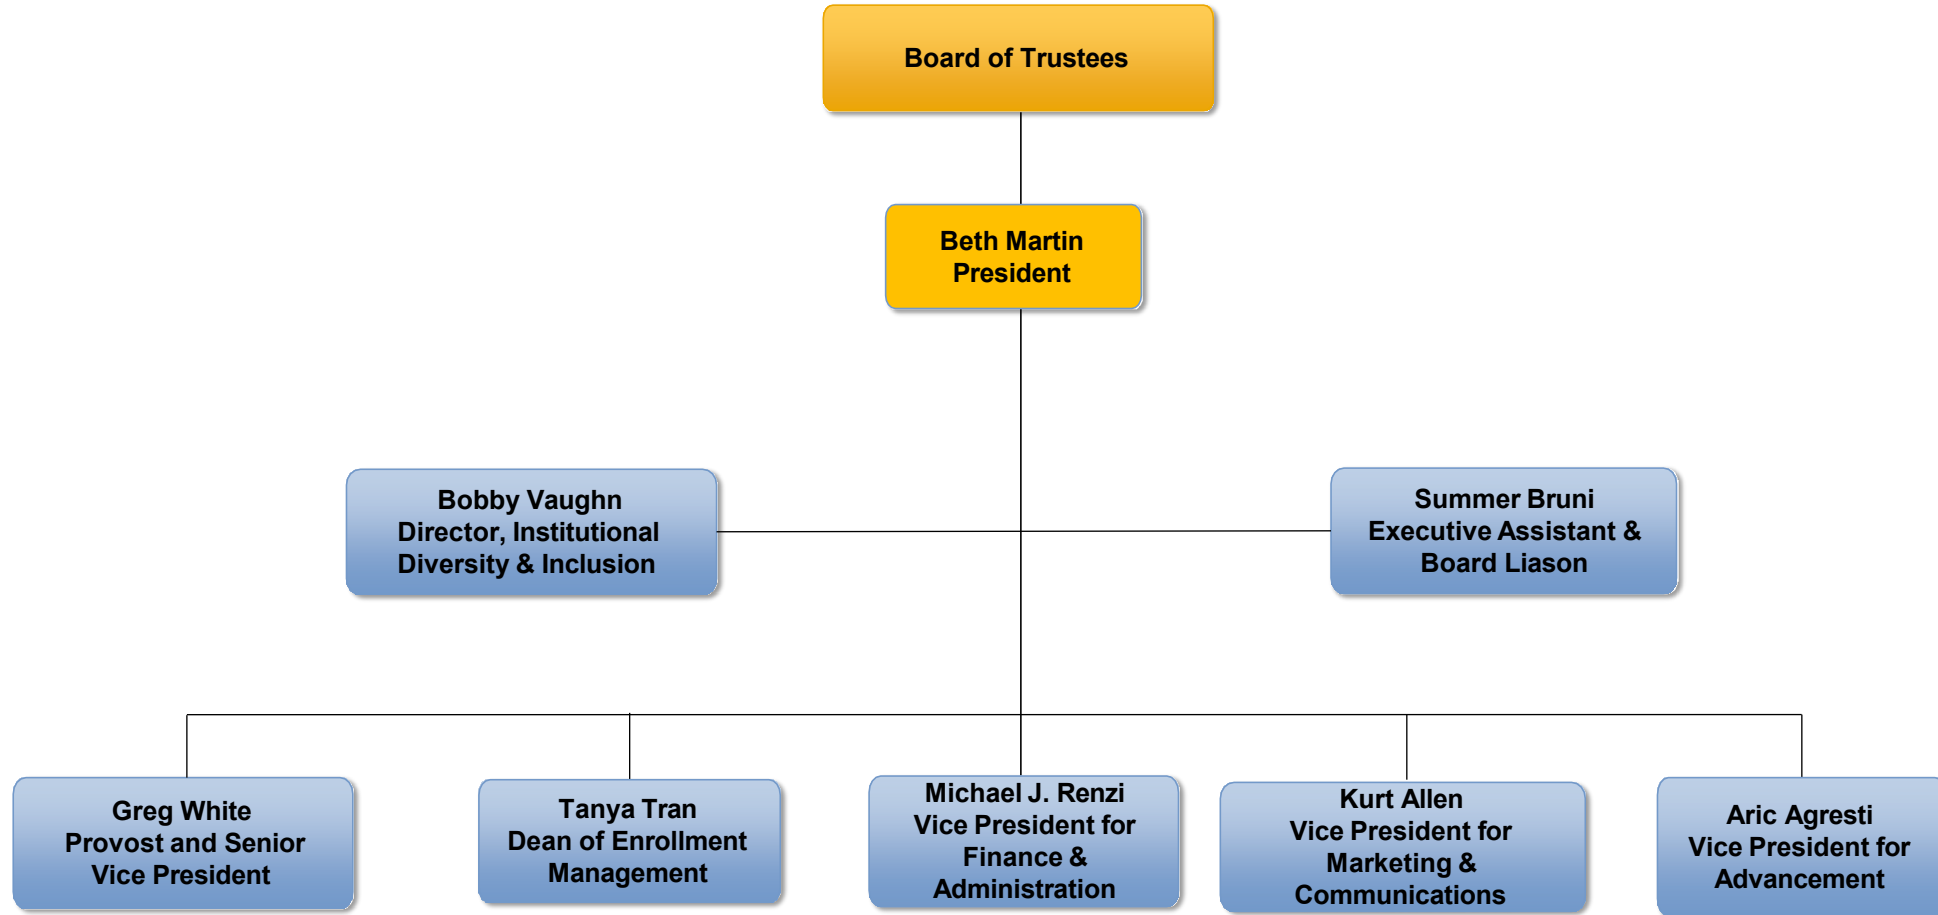 Board of Trustees
Beth Martin
President
Bobby Vaughn
Director, Institutional
Diversity & Inclusion
Summer Bruni
Executive Assistant &
Board Liason
Greg White
Provost and Senior
Vice President
Tanya Tran
Dean of Enrollment
Management
Michael J. Renzi
Vice President for
Finance &
Administration
Kurt Allen
Vice President for
Marketing &
Communications
Aric Agresti
Vice President for
Advancement